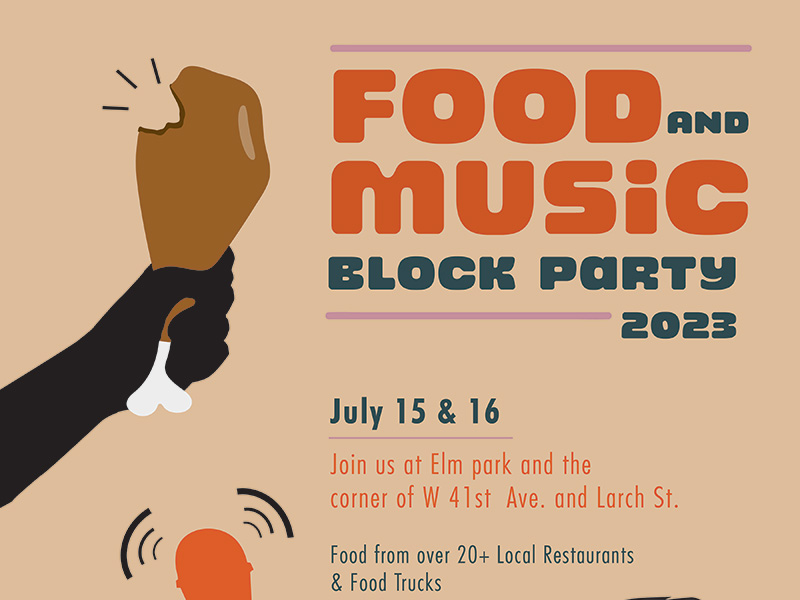 FOOD AND
MUSIC
BLOCK PARTY
2023
July 15 & 16
Join us at Elm park and the
corner of W 41st  Ave. and Larch St.
Food from over 20+ Local Restaurants
& Food Trucks